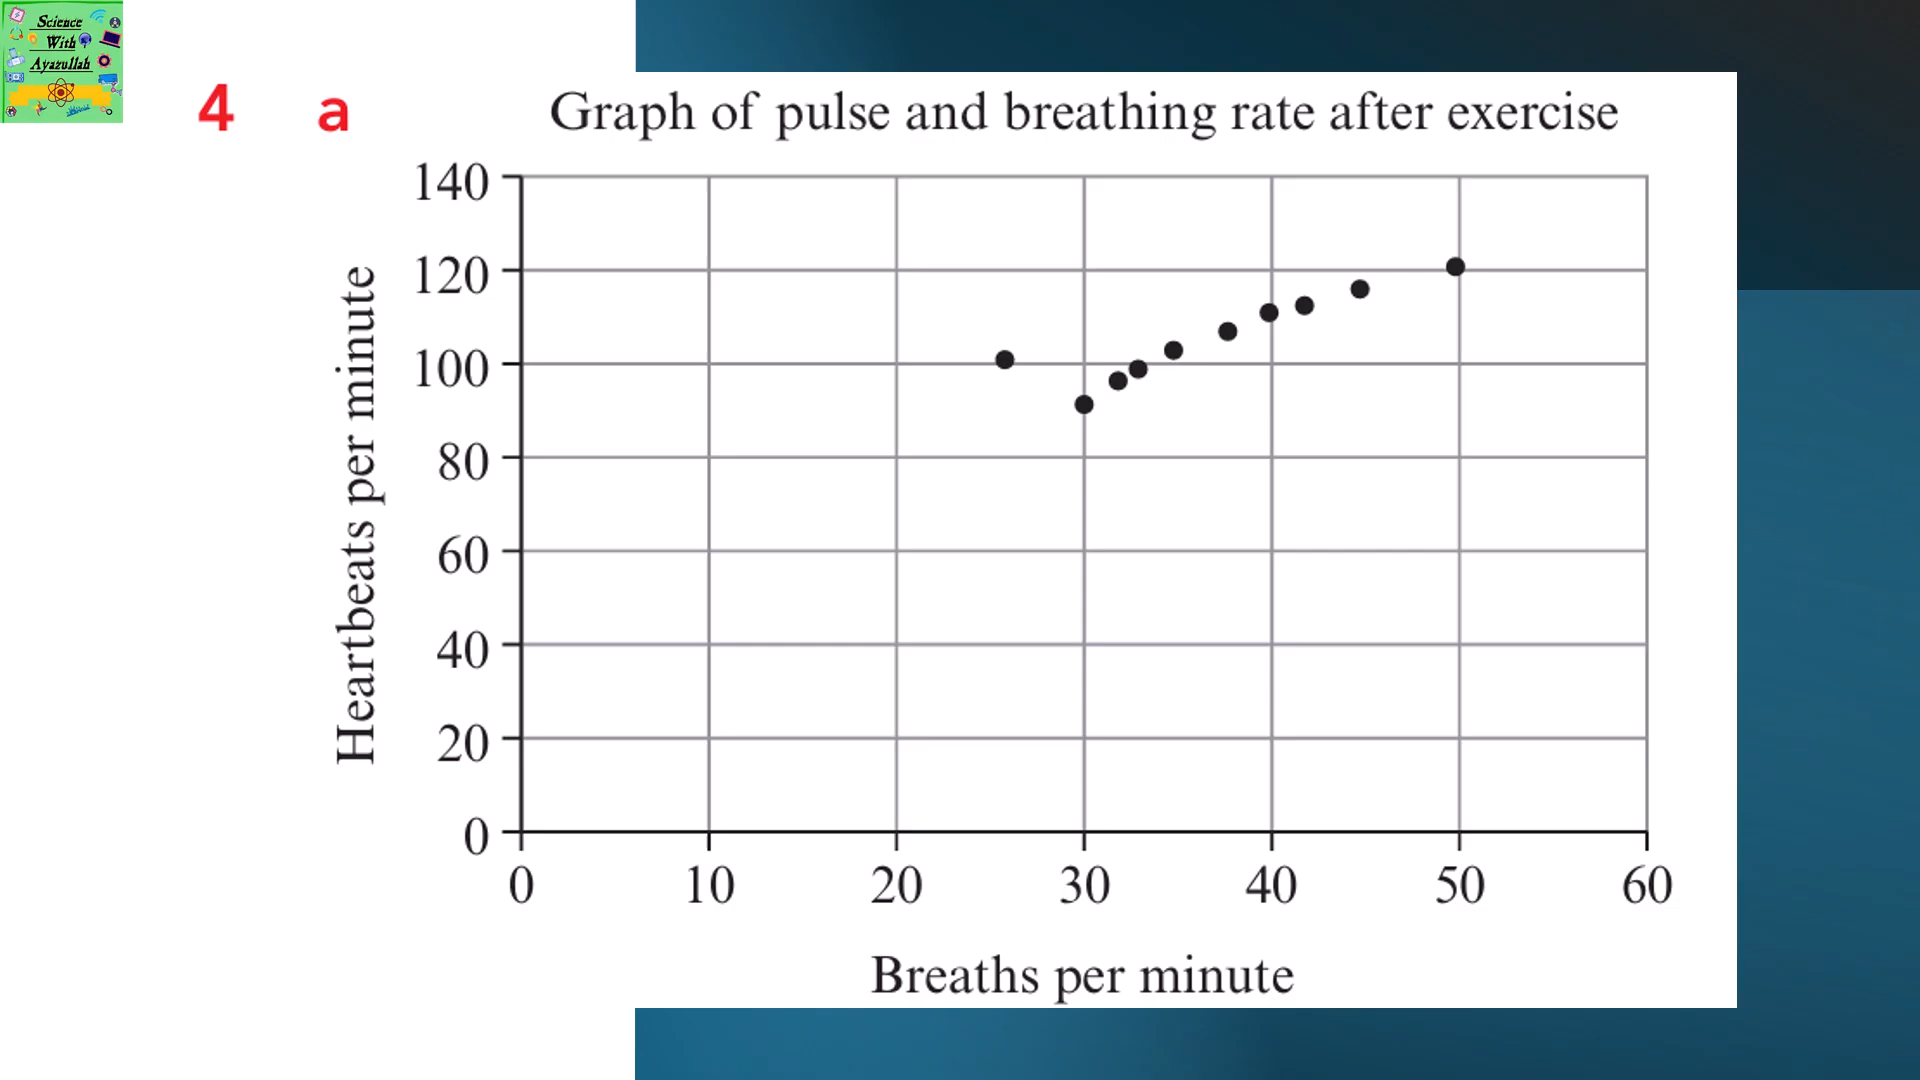 Science
With
Ayazullah
4 a
Graph of pulse and breathing rate after exercise
140
120
100
80
60
40
20
0
Heartbeats per minute
0 10 20 30 40 50 60
Breaths per minute